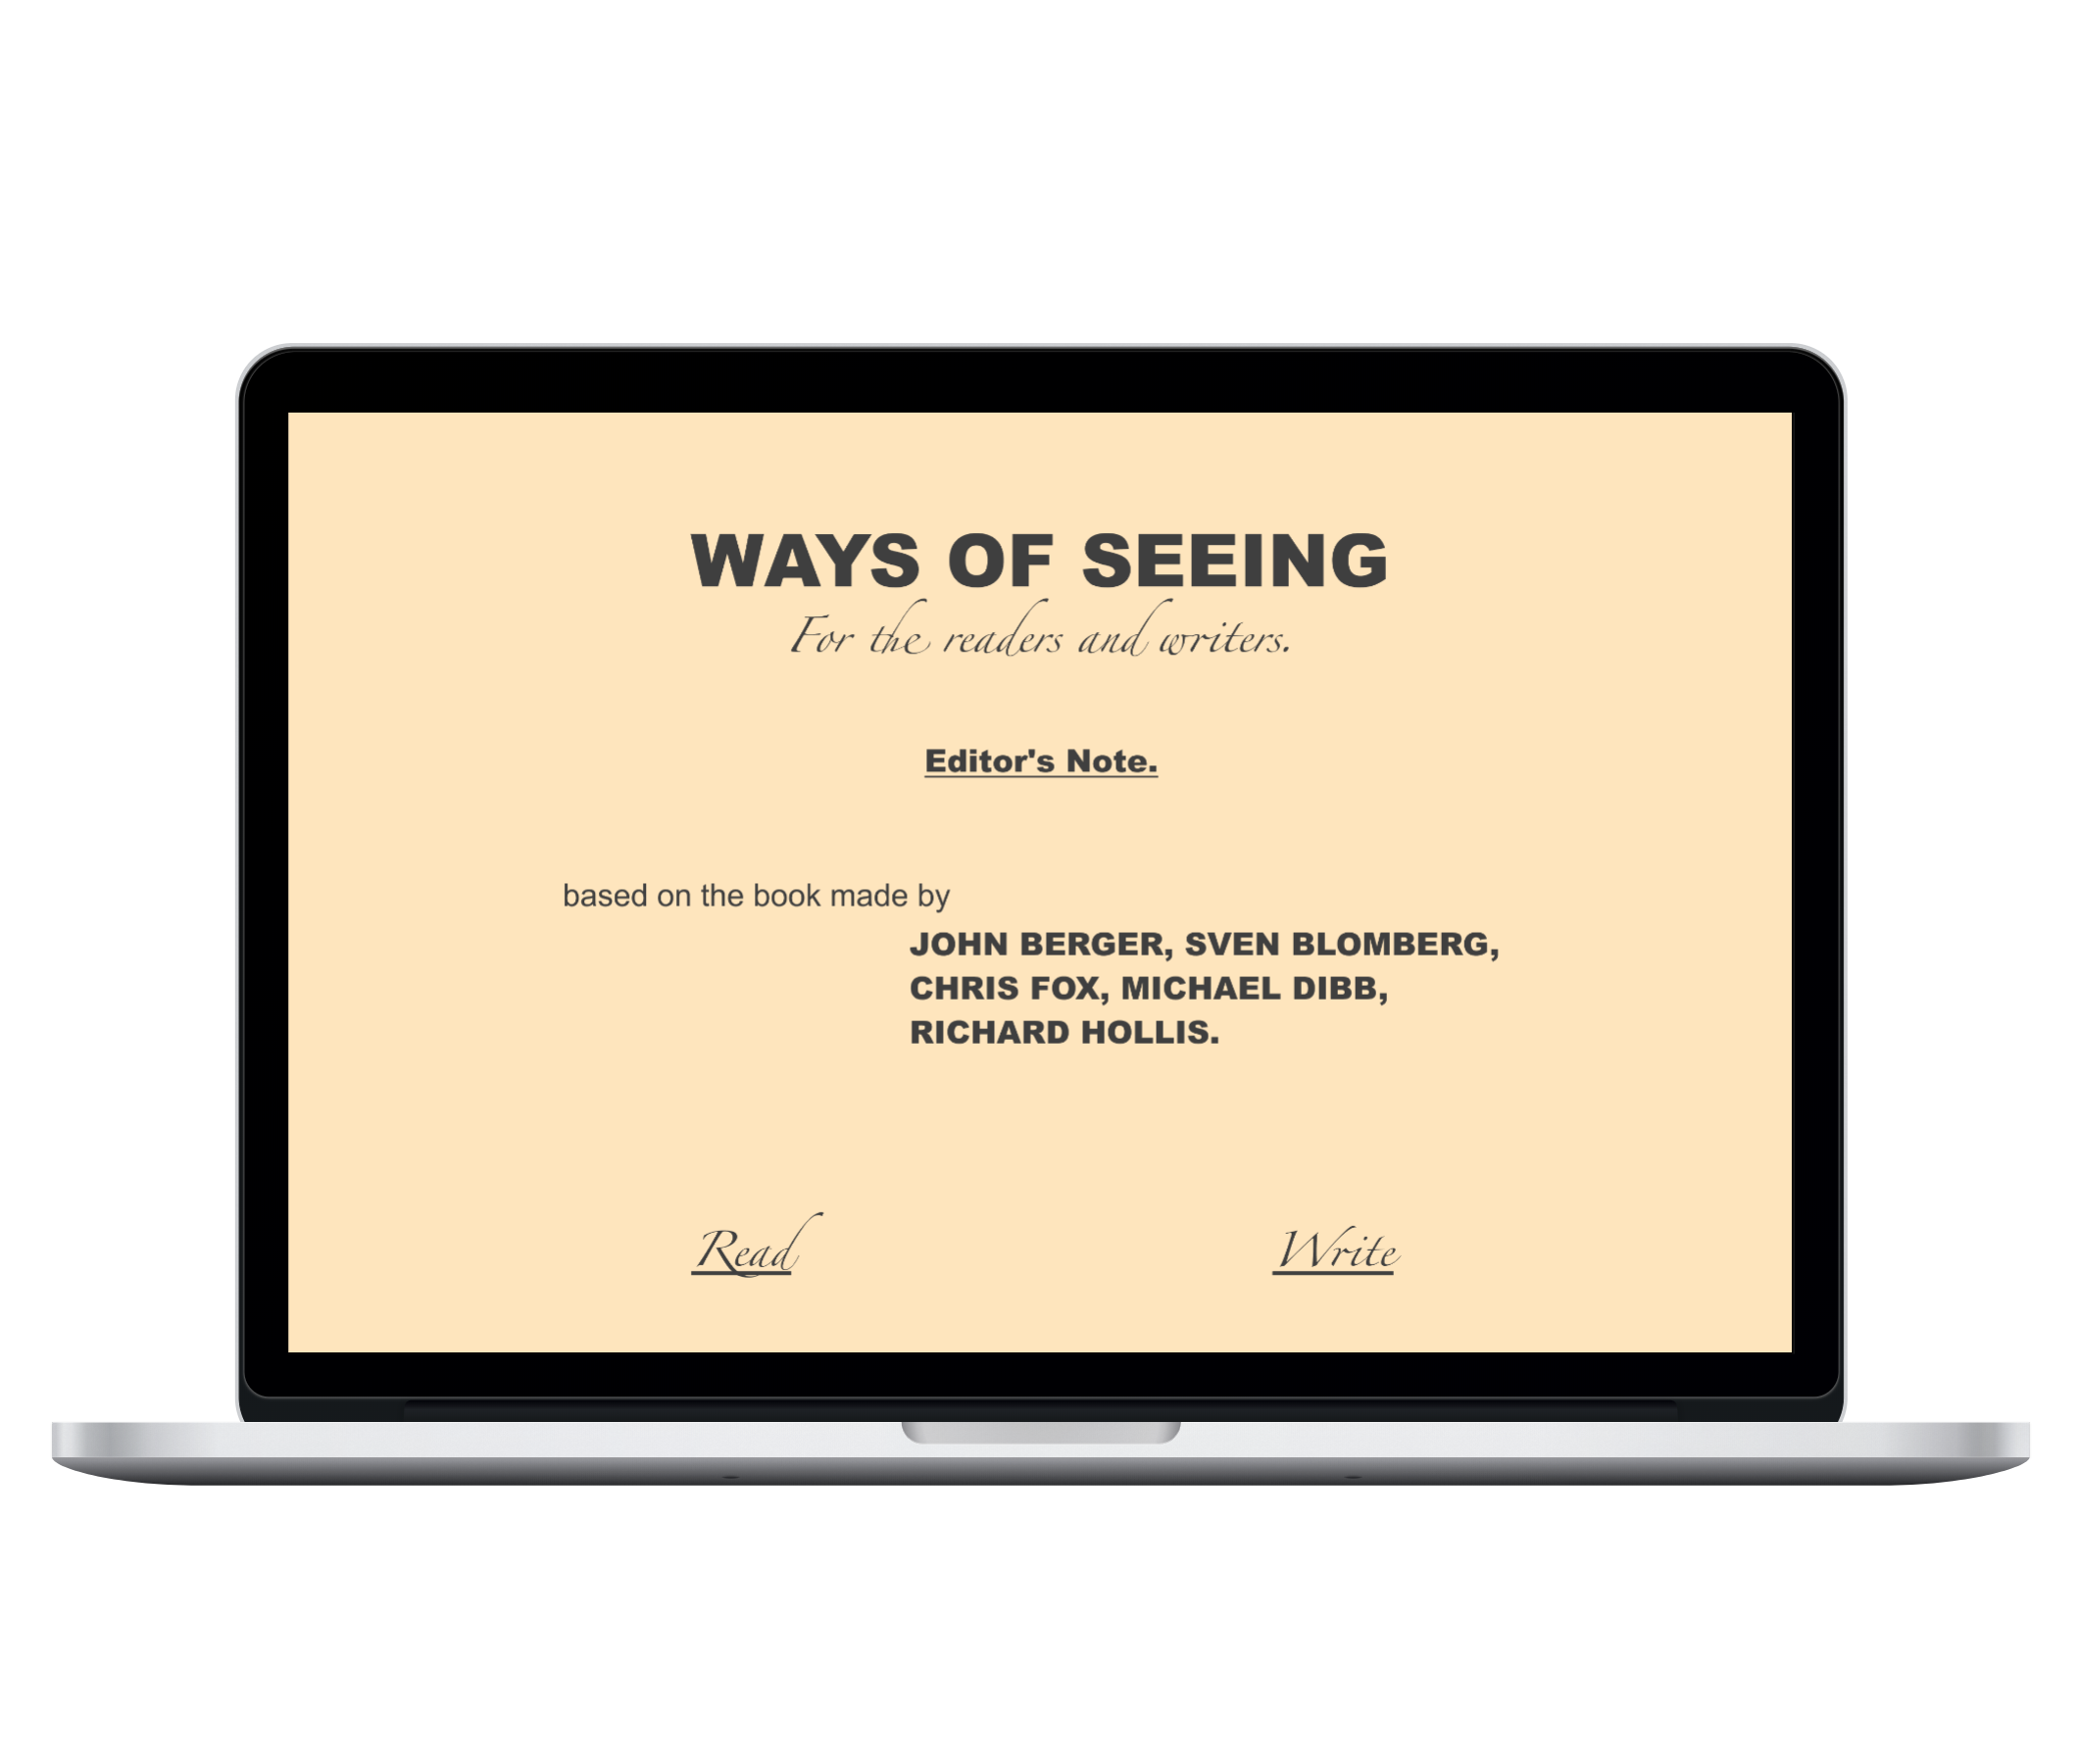 WAYS OF SEEING
For the readers and writers.
Editor's Note.
based on the book made by
JOHN BERGER, SVEN BLOMBERG,
CHRIS FOX, MICHAEL DIBB,
RICHARD HOLLIS.
Read
Write